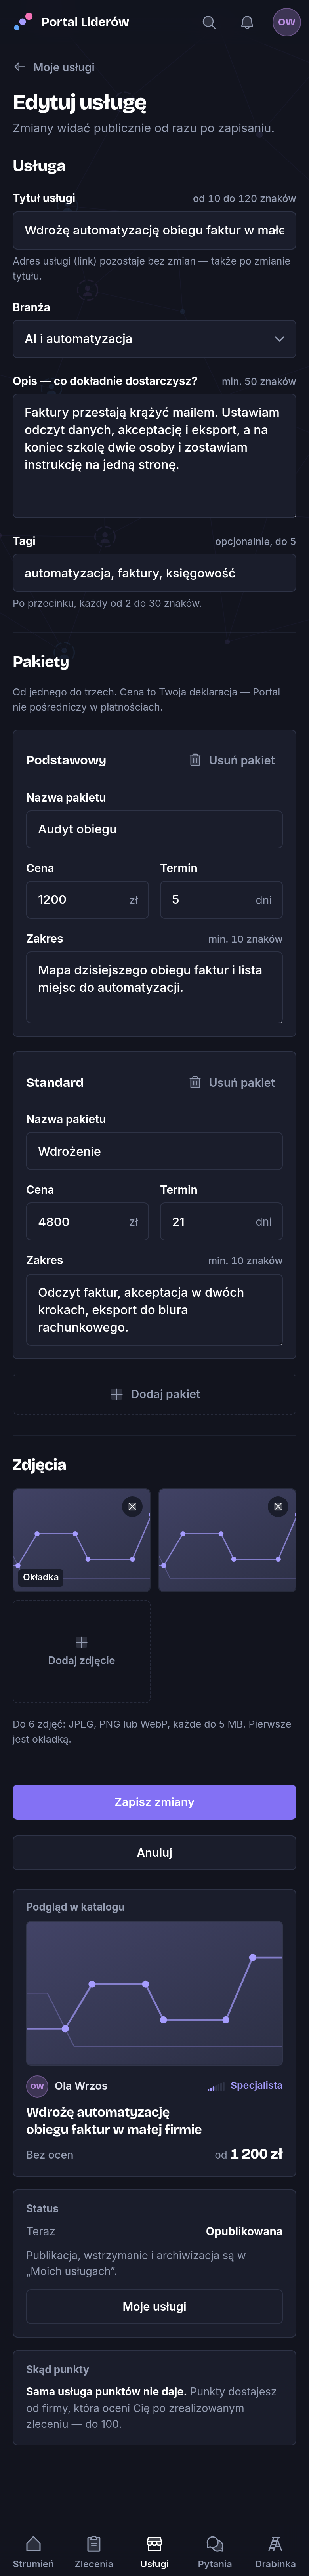 Portal Liderów
OW
Moje usługi
Edytuj usługę
Zmiany widać publicznie od razu po zapisaniu.
Usługa
Tytuł usługi
od 10 do 120 znaków
Wdrożę automatyzację obiegu faktur w małe
Adres usługi (link) pozostaje bez zmian — także po zmianie
tytułu.
Branża
AI i automatyzacja
Opis — co dokładnie dostarczysz?
min. 50 znaków
Faktury przestają krążyć mailem. Ustawiam
odczyt danych, akceptację i eksport, a na
koniec szkolę dwie osoby i zostawiam
instrukcję na jedną stronę.
Tagi
opcjonalnie, do 5
automatyzacja, faktury, księgowość
Po przecinku, każdy od 2 do 30 znaków.
Pakiety
Od jednego do trzech. Cena to Twoja deklaracja — Portal
nie pośredniczy w płatnościach.
Podstawowy
Usuń pakiet
Nazwa pakietu
Audyt obiegu
Cena
Termin
1200
zł
5
dni
Zakres
min. 10 znaków
Mapa dzisiejszego obiegu faktur i lista
miejsc do automatyzacji.
Standard
Usuń pakiet
Nazwa pakietu
Wdrożenie
Cena
Termin
4800
zł
21
dni
Zakres
min. 10 znaków
Odczyt faktur, akceptacja w dwóch
krokach, eksport do biura
rachunkowego.
Dodaj pakiet
Zdjęcia
Okładka
Dodaj zdjęcie
Do 6 zdjęć: JPEG, PNG lub WebP, każde do 5 MB. Pierwsze
jest okładką.
Zapisz zmiany
Anuluj
Podgląd w katalogu
OW
Ola Wrzos
Specjalista
Wdrożę automatyzację
obiegu faktur w małej firmie
Bez ocen
od 1 200 zł
Status
Teraz
Opublikowana
Publikacja, wstrzymanie i archiwizacja są w
„Moich usługach”.
Moje usługi
Skąd punkty
Sama usługa punktów nie daje. Punkty dostajesz
od firmy, która oceni Cię po zrealizowanym
zleceniu — do 100.
Strumień
Zlecenia
Usługi
Pytania
Drabinka